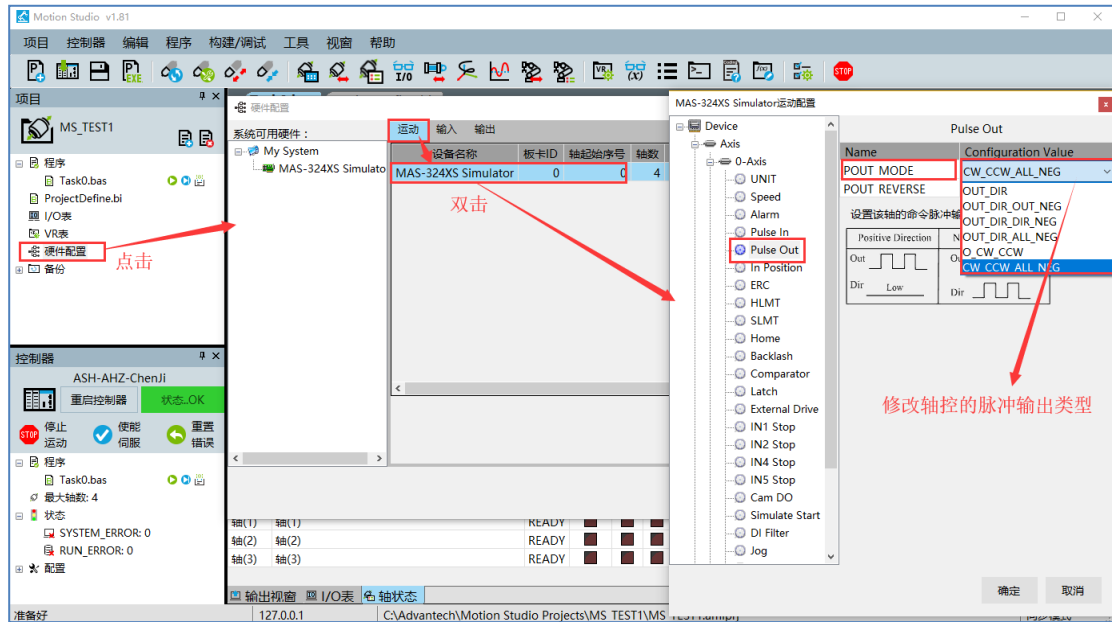 Motion Studio v1.81
项目 控制器 编辑 程序 构建/调试 工具 视窗 帮助
项目
MS_TEST1
程序
Task0.bas
ProjectDefine.bi
I/O表
VR表
硬件配置
备份
点击
控制器
ASH-AHZ-ChenJi
重启控制器 状态..OK
STOP 停止运动 使能伺服 重置错误
程序
Task0.bas
最大轴数: 4
状态
SYSTEM_ERROR: 0
RUN_ERROR: 0
配置
硬件配置
系统可用硬件：
My System
MAS-324XS Simulato
运动 输入 输出
设备名称 板卡ID 轴起始序号 轴数
MAS-324XS Simulator 0 0 4
双击
轴(1) 轴(1) READY
轴(2) 轴(2) READY
轴(3) 轴(3) READY
输出视窗 I/O表 轴状态
MAS-324XS Simulator运动配置
Device
Axis
0-Axis
UNIT
Speed
Alarm
Pulse In
Pulse Out
In Position
ERC
HLMT
SLMT
Home
Backlash
Comparator
Latch
External Drive
IN1 Stop
IN2 Stop
IN4 Stop
IN5 Stop
Cam DO
Simulate Start
DI Filter
Jog
Pulse Out
Name Configuration Value
POUT MODE CW_CCW_ALL_NEG
POUT REVERSE
OUT_DIR
OUT_DIR_OUT_NEG
OUT_DIR_DIR_NEG
OUT_DIR_ALL_NEG
O_CW_CCW
CW_CCW_ALL_NEG
设置该轴的命令脉冲输
Positive Direction N
Out
Dir Low
Dir
修改轴控的脉冲输出类型
确定 取消
准备好 127.0.0.1 C:\Advantech\Motion Studio Projects\MS_TEST1\MS_TEST1.amiprj 同步模式